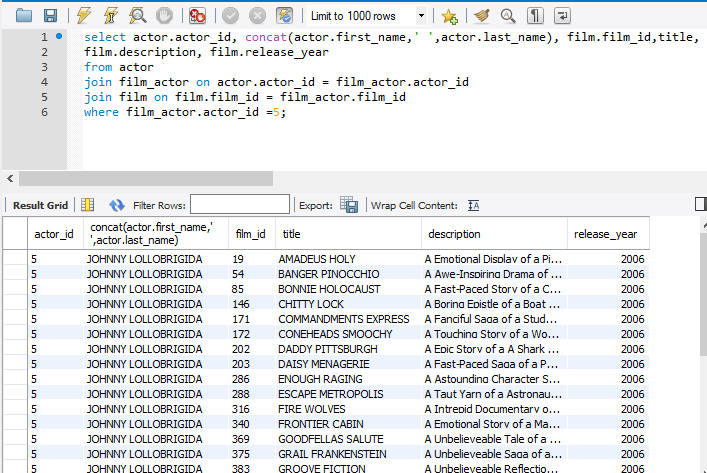 Limit to 1000 rows
1 select actor.actor_id, concat(actor.first_name,' ',actor.last_name), film.film_id,title,
2 film.description, film.release_year
3 from actor
4 join film_actor on actor.actor_id = film_actor.actor_id
5 join film on film.film_id = film_actor.film_id
6 where film_actor.actor_id =5;
Result Grid Filter Rows: Export: Wrap Cell Content: IA
actor_id concat(actor.first_name,' ',actor.last_name) film_id title description release_year
5 JOHNNY LOLLOBRIGIDA 19 AMADEUS HOLY A Emotional Display of a Pi... 2006
5 JOHNNY LOLLOBRIGIDA 54 BANGER PINOCCHIO A Awe-Inspiring Drama of ... 2006
5 JOHNNY LOLLOBRIGIDA 85 BONNIE HOLOCAUST A Fast-Paced Story of a C... 2006
5 JOHNNY LOLLOBRIGIDA 146 CHITTY LOCK A Boring Epistle of a Boat ... 2006
5 JOHNNY LOLLOBRIGIDA 171 COMMANDMENTS EXPRESS A Fanciful Saga of a Stud... 2006
5 JOHNNY LOLLOBRIGIDA 172 CONEHEADS SMOOCHY A Touching Story of a Wo... 2006
5 JOHNNY LOLLOBRIGIDA 202 DADDY PITTSBURGH A Epic Story of a A Shark ... 2006
5 JOHNNY LOLLOBRIGIDA 203 DAISY MENAGERIE A Fast-Paced Saga of a P... 2006
5 JOHNNY LOLLOBRIGIDA 286 ENOUGH RAGING A Astounding Character S... 2006
5 JOHNNY LOLLOBRIGIDA 288 ESCAPE METROPOLIS A Taut Yarn of a Astronau... 2006
5 JOHNNY LOLLOBRIGIDA 316 FIRE WOLVES A Intrepid Documentary o... 2006
5 JOHNNY LOLLOBRIGIDA 340 FRONTIER CABIN A Emotional Story of a Ma... 2006
5 JOHNNY LOLLOBRIGIDA 369 GOODFELLAS SALUTE A Unbelieveable Tale of a ... 2006
5 JOHNNY LOLLOBRIGIDA 375 GRAIL FRANKENSTEIN A Unbelieveable Saga of a... 2006
5 JOHNNY LOLLOBRIGIDA 383 GROOVE FICTION A Unbelieveable Reflectio... 2006